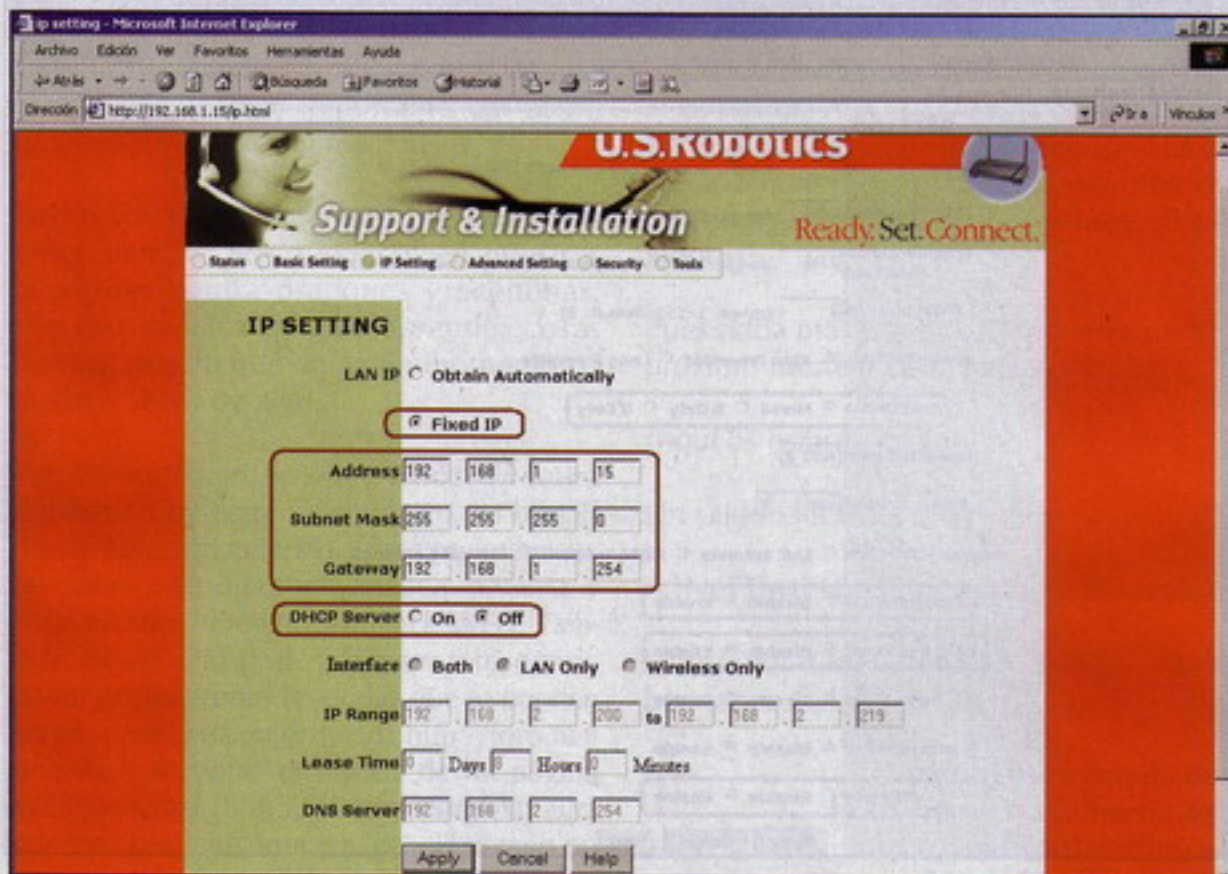 ip setting - Microsoft Internet Explorer
Archivo Edición Ver Favoritos Herramientas Ayuda
Atrás Búsqueda Favoritos Historial
Dirección http://192.168.1.15/ip.html Ir a Vínculos
U.S.Robotics
Support & Installation
Ready. Set. Connect.
Status Basic Setting IP Setting Advanced Setting Security Tools
IP SETTING
LAN IP Obtain Automatically
Fixed IP
Address 192 . 168 . 1 . 15
Subnet Mask 255 . 255 . 255 . 0
Gateway 192 . 168 . 1 . 254
DHCP Server On Off
Interface Both LAN Only Wireless Only
IP Range 192 . 168 . 2 . 200 to 192 . 168 . 2 . 219
Lease Time 0 Days 8 Hours 0 Minutes
DNS Server 192 . 168 . 2 . 254
Apply Cancel Help